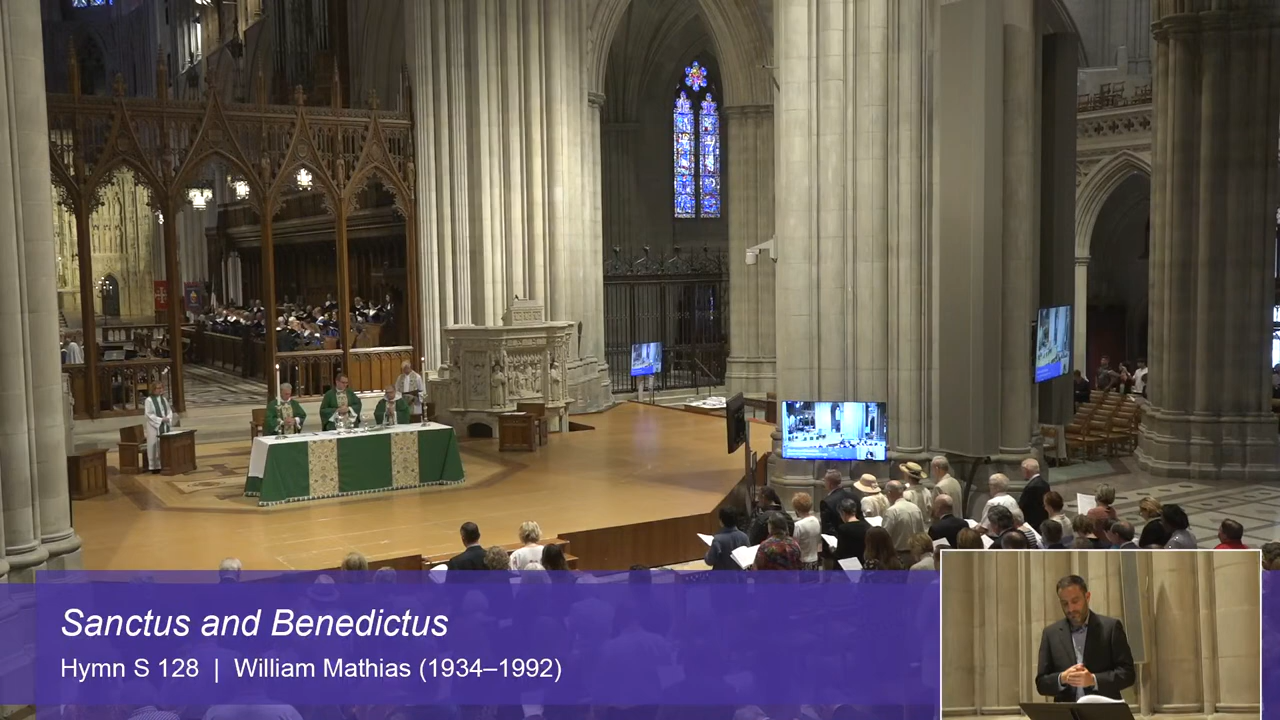 Sanctus and Benedictus
Hymn S 128 | William Mathias (1934–1992)